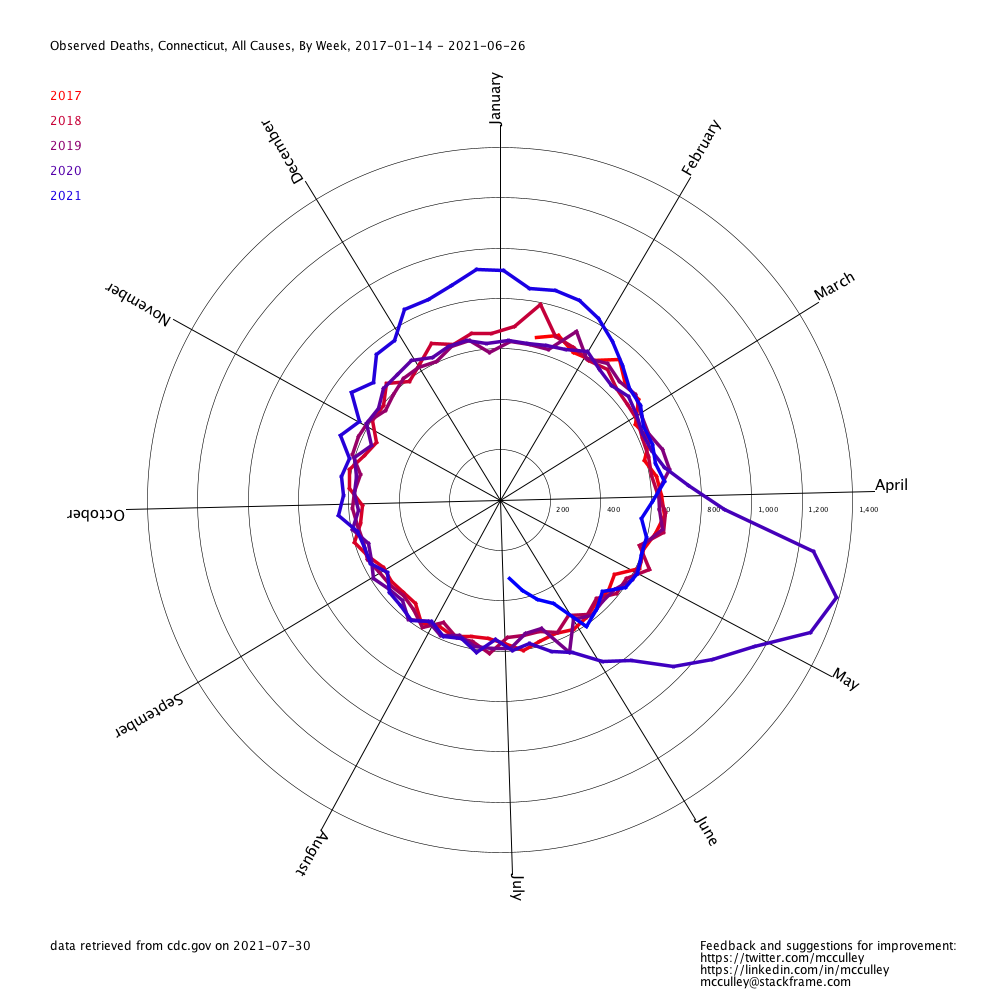 Observed Deaths, Connecticut, All Causes, By Week, 2017-01-14 - 2021-06-26
2017
2018
2019
2020
2021
January
February
March
April
May
June
July
August
September
October
November
December
200
400
800
1,000
1,200
1,400
data retrieved from cdc.gov on 2021-07-30
Feedback and suggestions for improvement:
https://twitter.com/mcculley
https://linkedin.com/in/mcculley
mcculley@stackframe.com